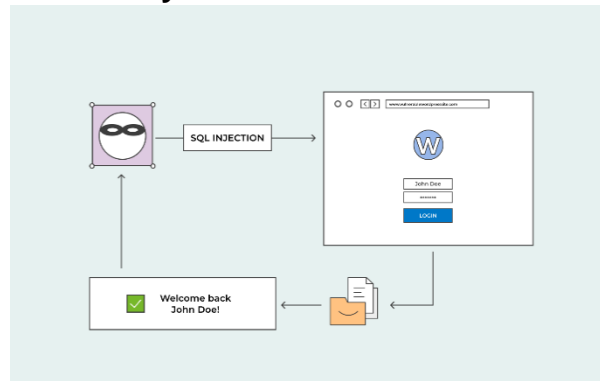 SQL INJECTION
W
John Doe
LOGIN
Welcome back
John Doe!